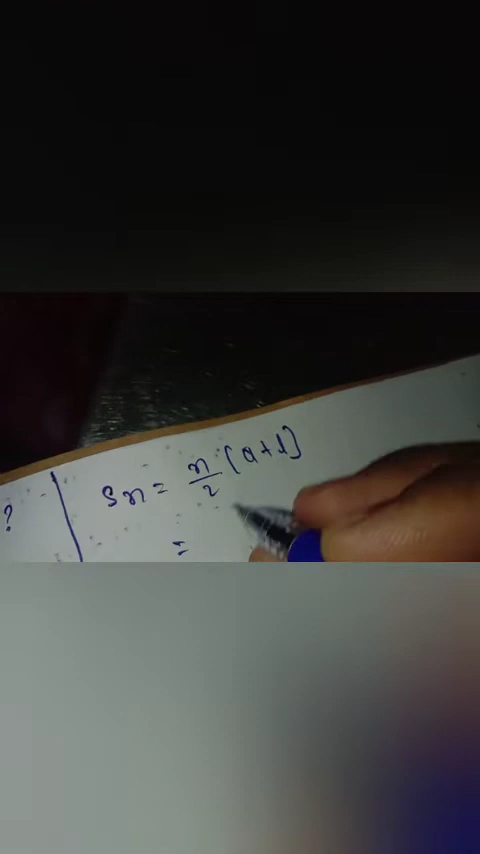 ?
Sn = n/2 [a+l]
=